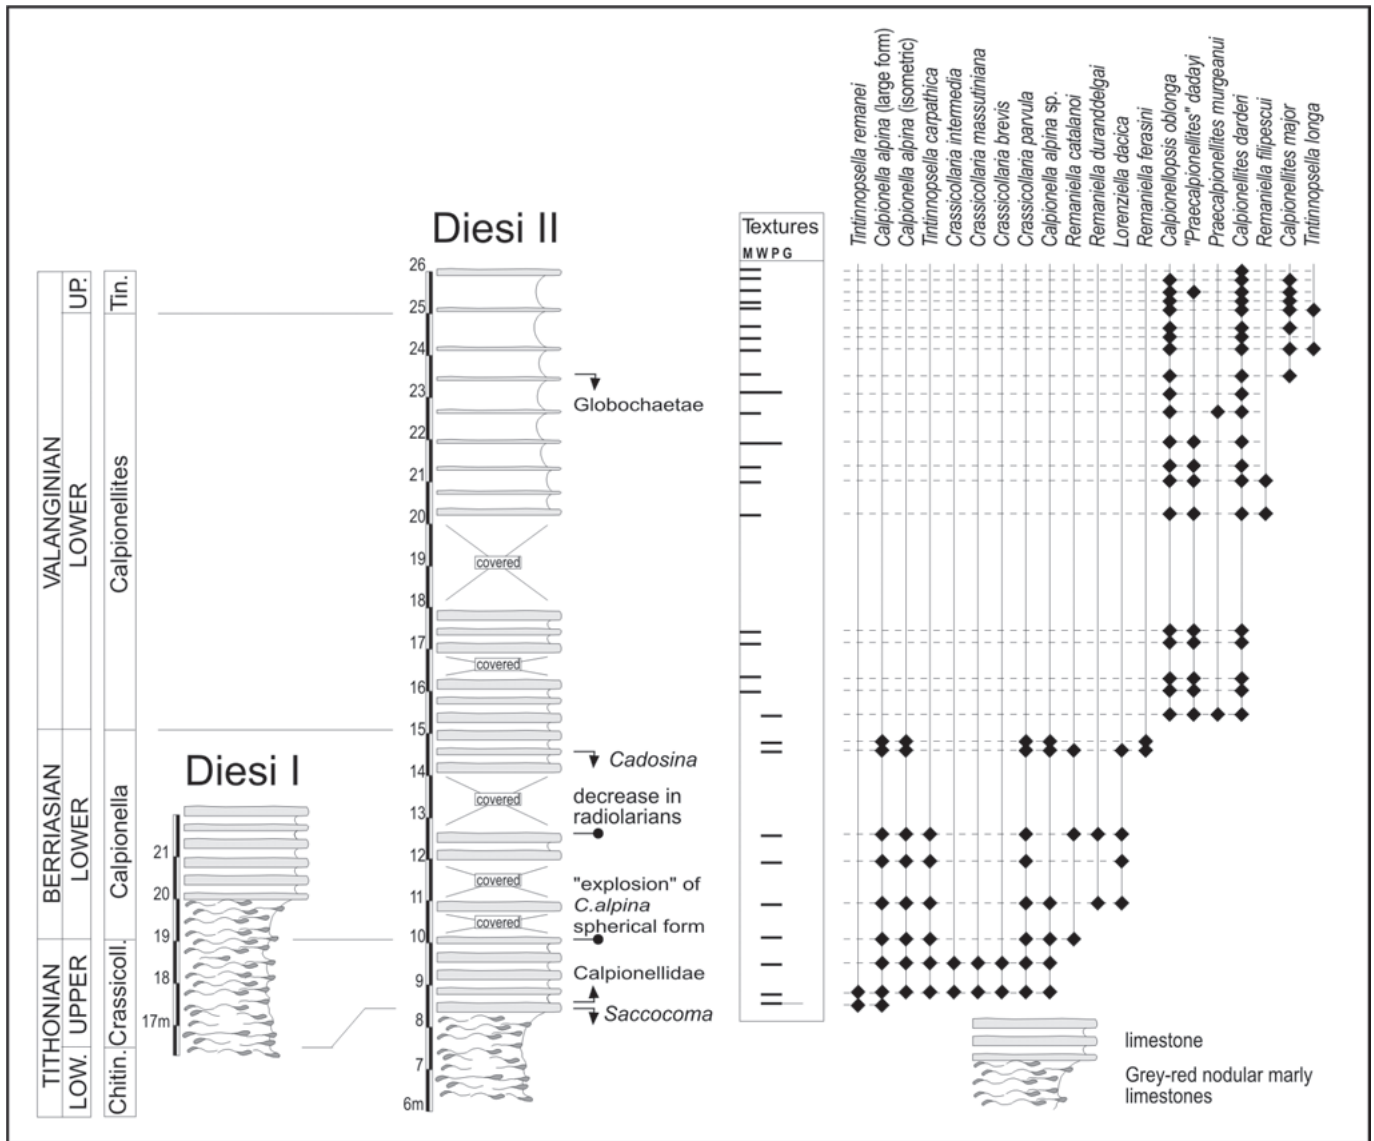 Tintinnopsella remanei
Calpionella alpina (large form)
Calpionella alpina (isometric)
Tintinnopsella carpathica
Crassicollaria intermedia
Crassicollaria massutiniana
Crassicollaria brevis
Crassicollaria parvula
Calpionella alpina sp.
Remaniella catalanoi
Remaniella duranddelgai
Lorenziella dacica
Remaniella ferasini
Calpionellopsis oblonga
"Praecalpionellites" dadayi
Praecalpionellites murgeanui
Calpionellites darderi
Remaniella filipescui
Calpionellites major
Tintinnopsella longa
Diesi II
Textures
M W P G
VALANGINIAN
UP.
LOWER
Tin.
Calpionellites
BERRIASIAN
LOWER
Calpionella
TITHONIAN
UPPER
LOW.
Crassicoll.
Chitin.
Diesi I
21
20
19
18
17m
26
25
24
23
22
21
20
19
18
17
16
15
14
13
12
11
10
9
8
7
6m
Globochaetae
covered
covered
Cadosina
covered
decrease in
radiolarians
covered
"explosion" of
C.alpina
spherical form
covered
Calpionellidae
Saccocoma
limestone
Grey-red nodular marly
limestones